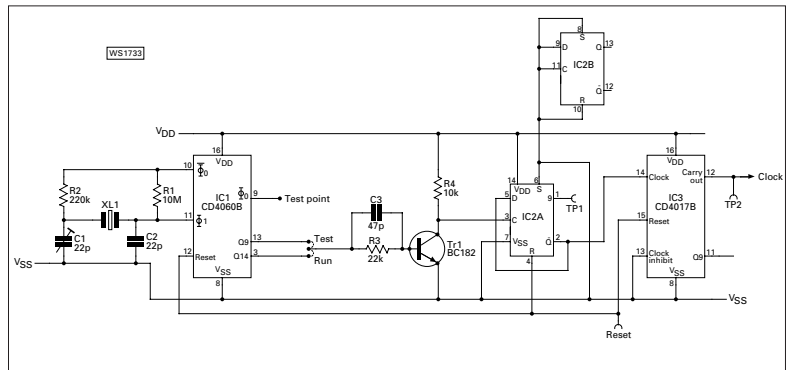 WS1733
8
S
9 D Q 13
11 C
IC2B
Q̄ 12
R
10
VDD
16
VDD
10 Φ̄0
R2
220k
R1
10M
XL1
IC1
CD4060B
9 Test point
11 Φ1
C1
22p
C2
22p
Q9 13
Q14 3
12 Reset
VSS
8
VSS
Test
Run
C3
47p
R3
22k
R4
10k
Tr1
BC182
14 6
VDD S
5 D 9 1
TP1
3 C
IC2A
7 VSS Q̄ 2
R
4
16
VDD
14 Clock
Carry out 12
Clock
TP2
IC3
CD4017B
15 Reset
13 Clock inhibit
Q9 11
VSS
8
VSS
Reset